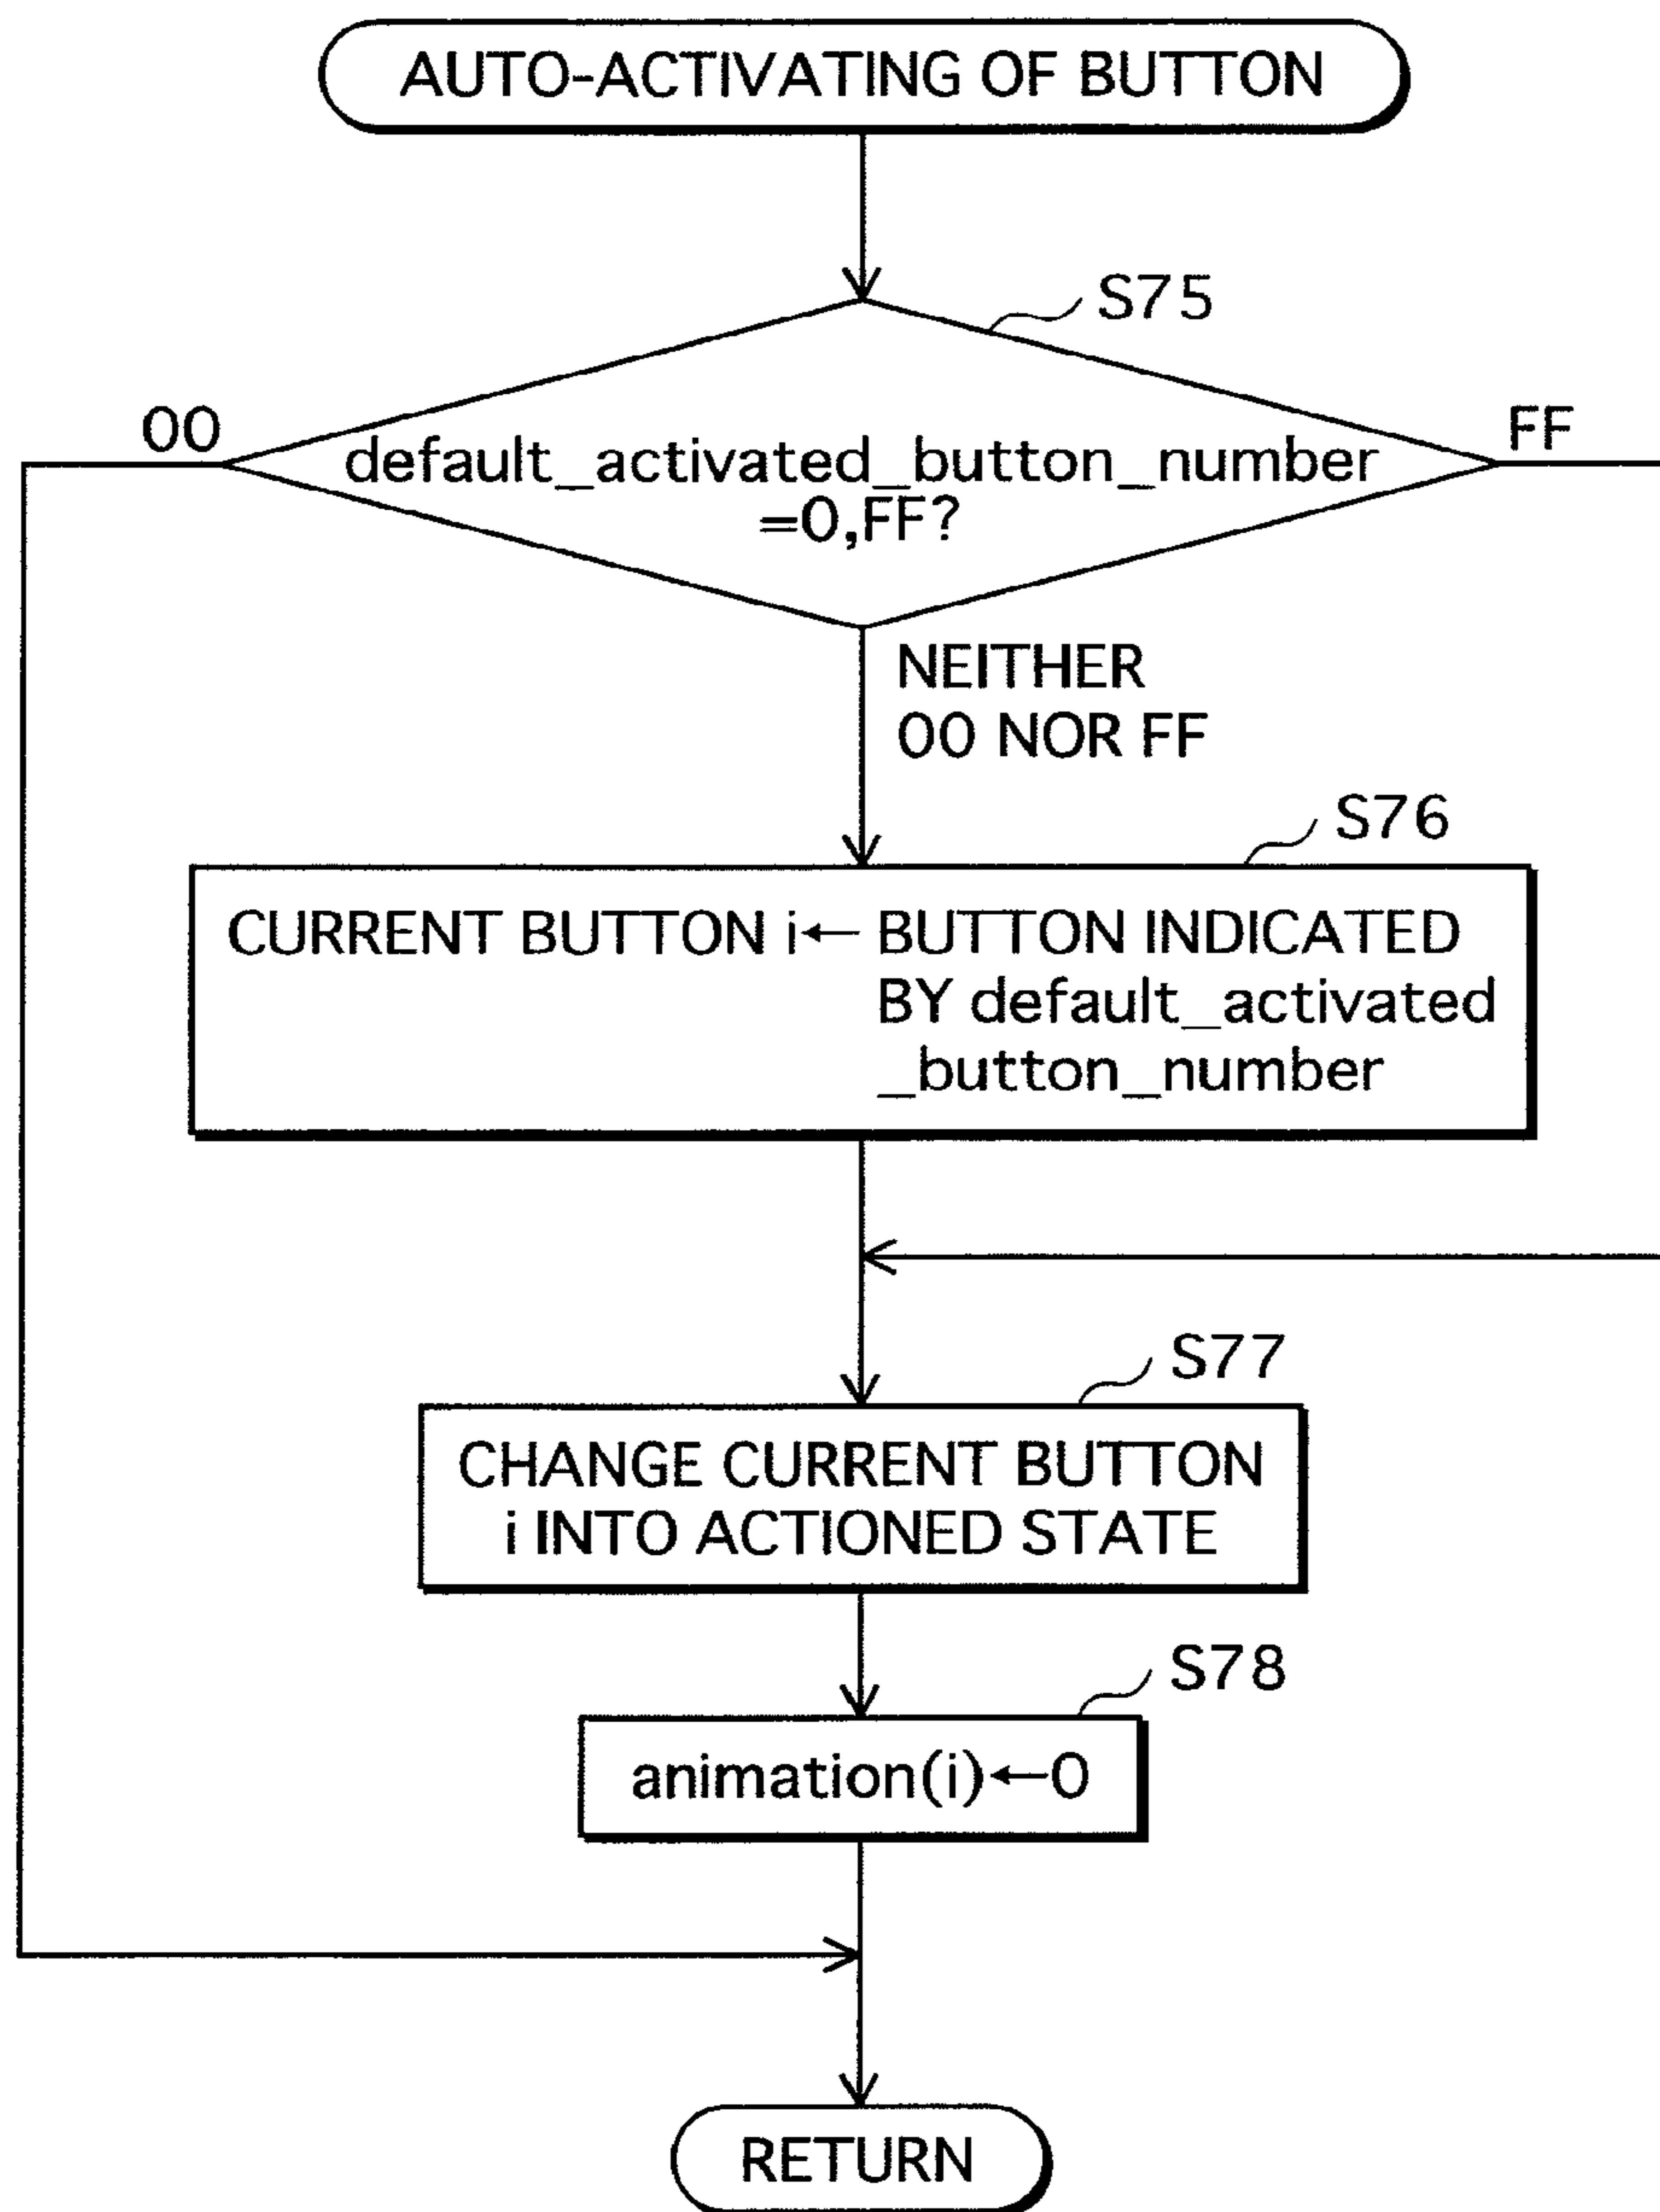 AUTO-ACTIVATING OF BUTTON
S75
00
FF
default_activated_button_number
=0,FF?
NEITHER
00 NOR FF
S76
CURRENT BUTTON i← BUTTON INDICATED
BY default_activated
_button_number
S77
CHANGE CURRENT BUTTON
i INTO ACTIONED STATE
S78
animation(i)←0
RETURN